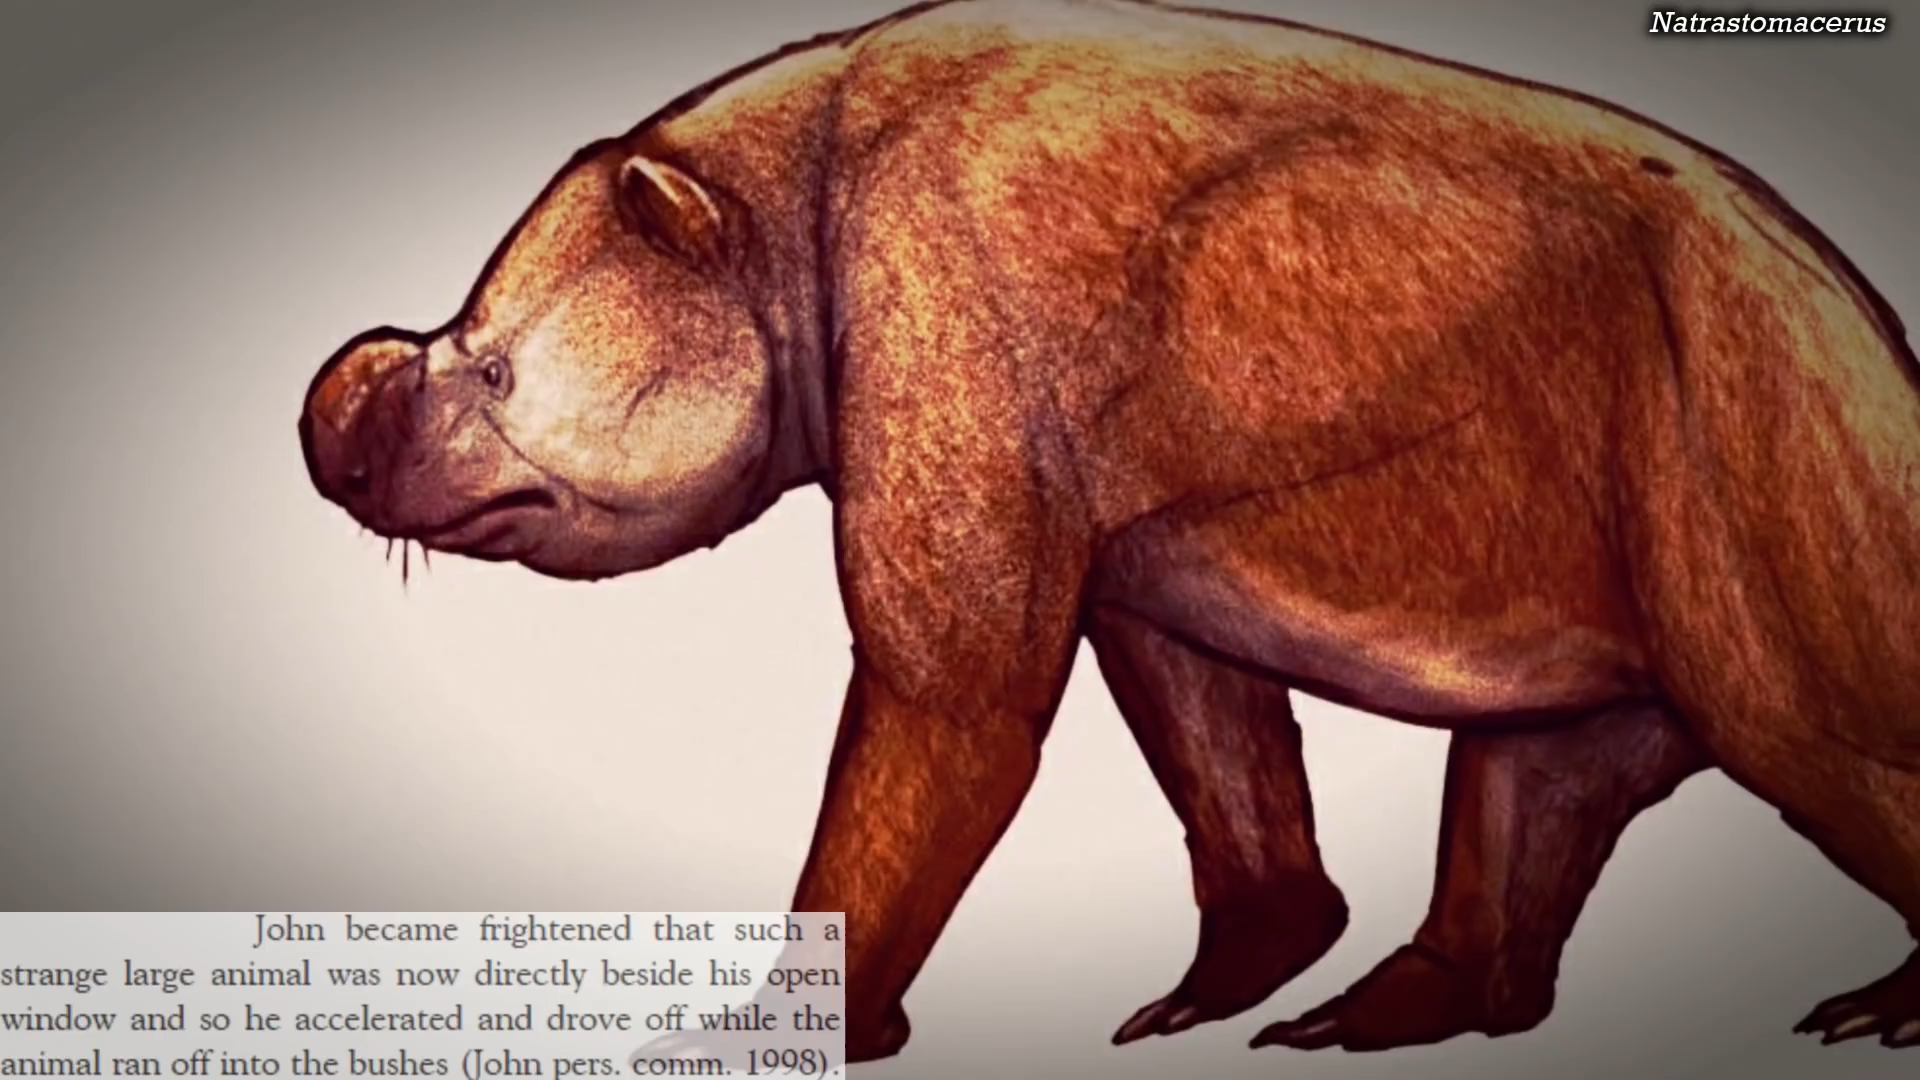 Natrastomacerus
John became frightened that such a
strange large animal was now directly beside his open
window and so he accelerated and drove off while the
animal ran off into the bushes (John pers. comm. 1998).